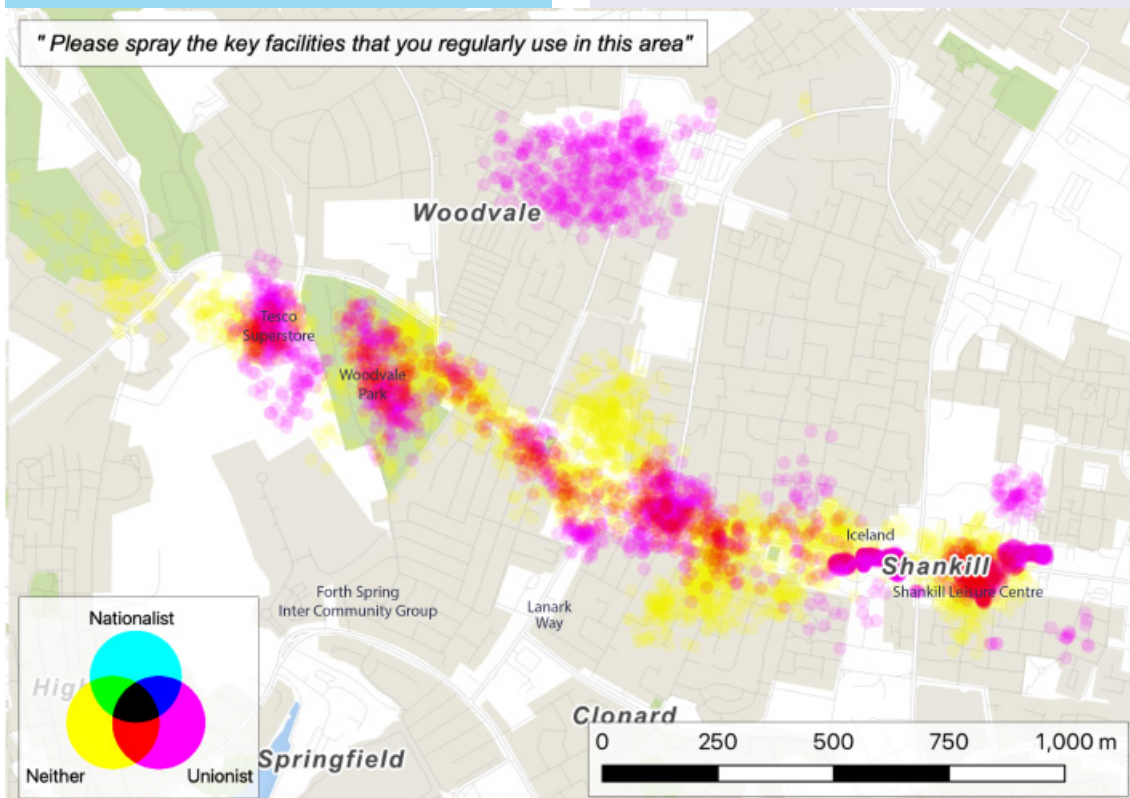 " Please spray the key facilities that you regularly use in this area"
Woodvale
Tesco
Superstore
Woodvale
Park
Iceland
Shankill
Shankill Leisure Centre
Forth Spring
Inter Community Group
Lanark
Way
Nationalist
High
Neither
Unionist
Springfield
Clonard
0 250 500 750 1,000 m